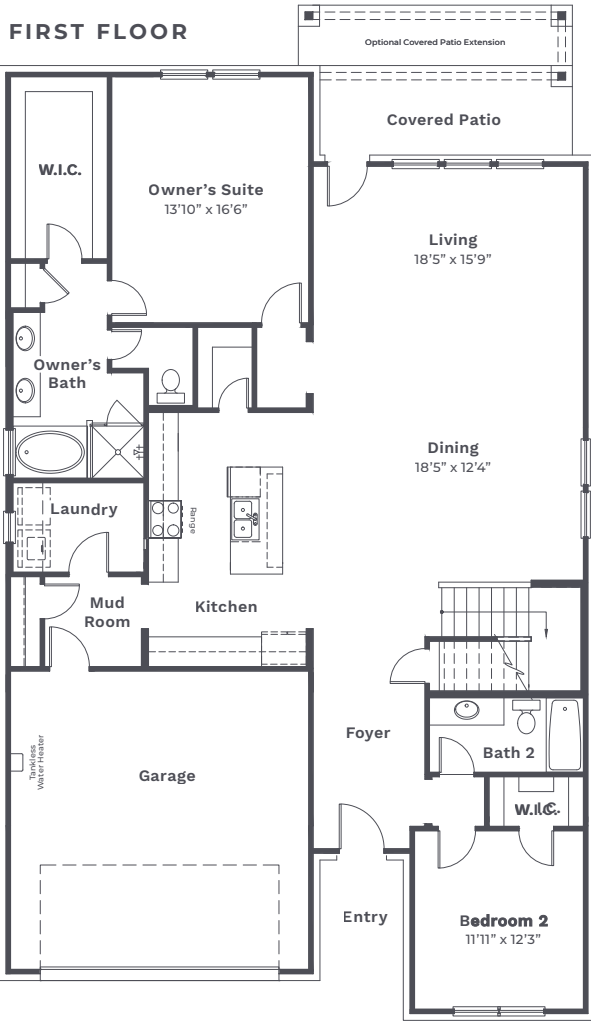 FIRST FLOOR
Optional Covered Patio Extension
Covered Patio
W.I.C.
Owner’s Suite
13’10” x 16’6”
Living
18’5” x 15’9”
Owner’s
Bath
Dining
18’5” x 12’4”
Laundry
Range
Mud
Room
Kitchen
Foyer
Bath 2
Tankless
Water Heater
Garage
W.I.C.
Entry
Bedroom 2
11’11” x 12’3”